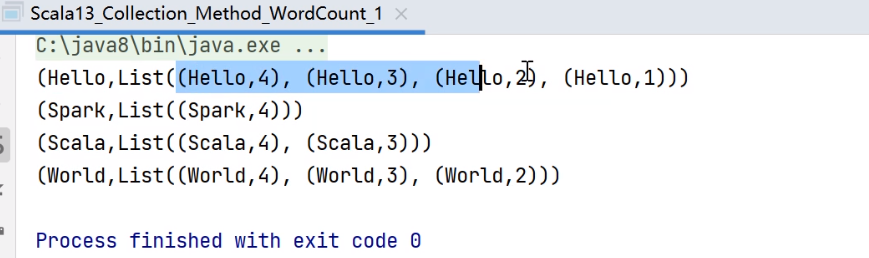 Scala13_Collection_Method_WordCount_1
C:\java8\bin\java.exe ...
(Hello,List((Hello,4), (Hello,3), (Hello,2), (Hello,1)))
(Spark,List((Spark,4)))
(Scala,List((Scala,4), (Scala,3)))
(World,List((World,4), (World,3), (World,2)))
Process finished with exit code 0